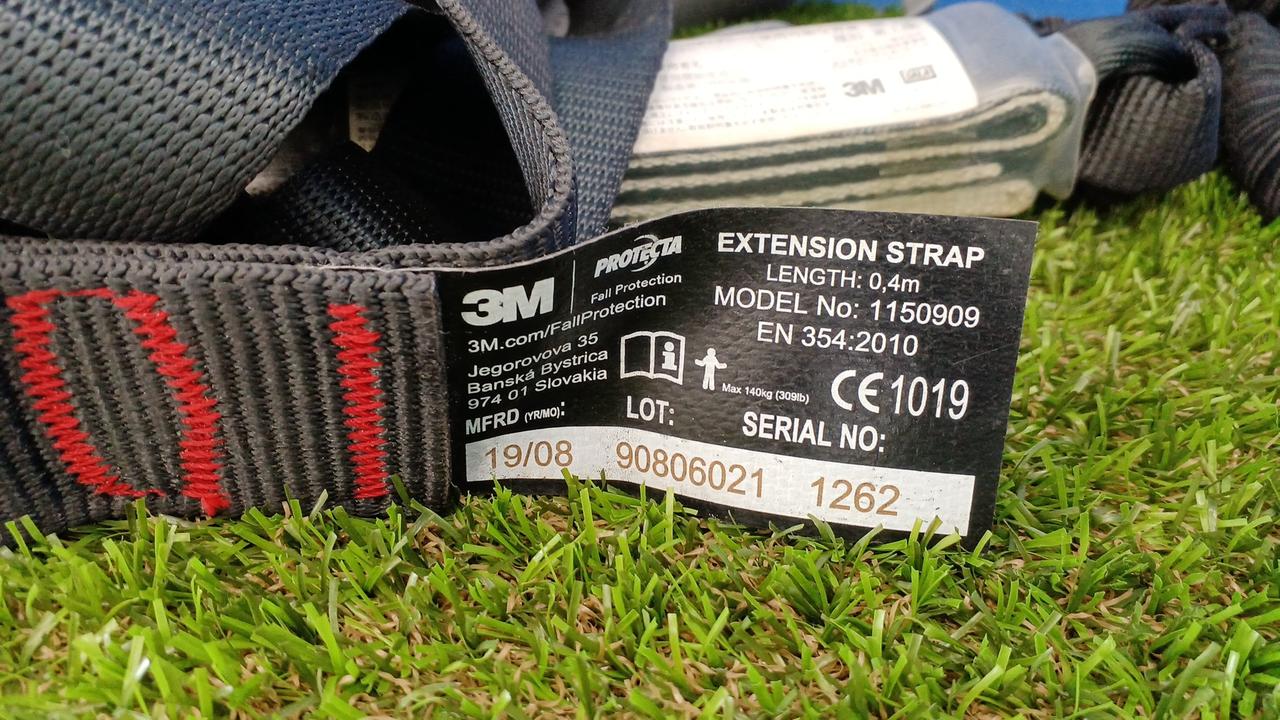 3M PROTECTA
Fall Protection
3M.com/FallProtection
Jegorovova 35
Banská Bystrica
974 01 Slovakia
EXTENSION STRAP
LENGTH: 0,4m
MODEL No: 1150909
EN 354:2010
Max 140kg (309lb)
CE 1019
MFRD (YR/MO): LOT: SERIAL NO:
19/08 90806021 1262
3M